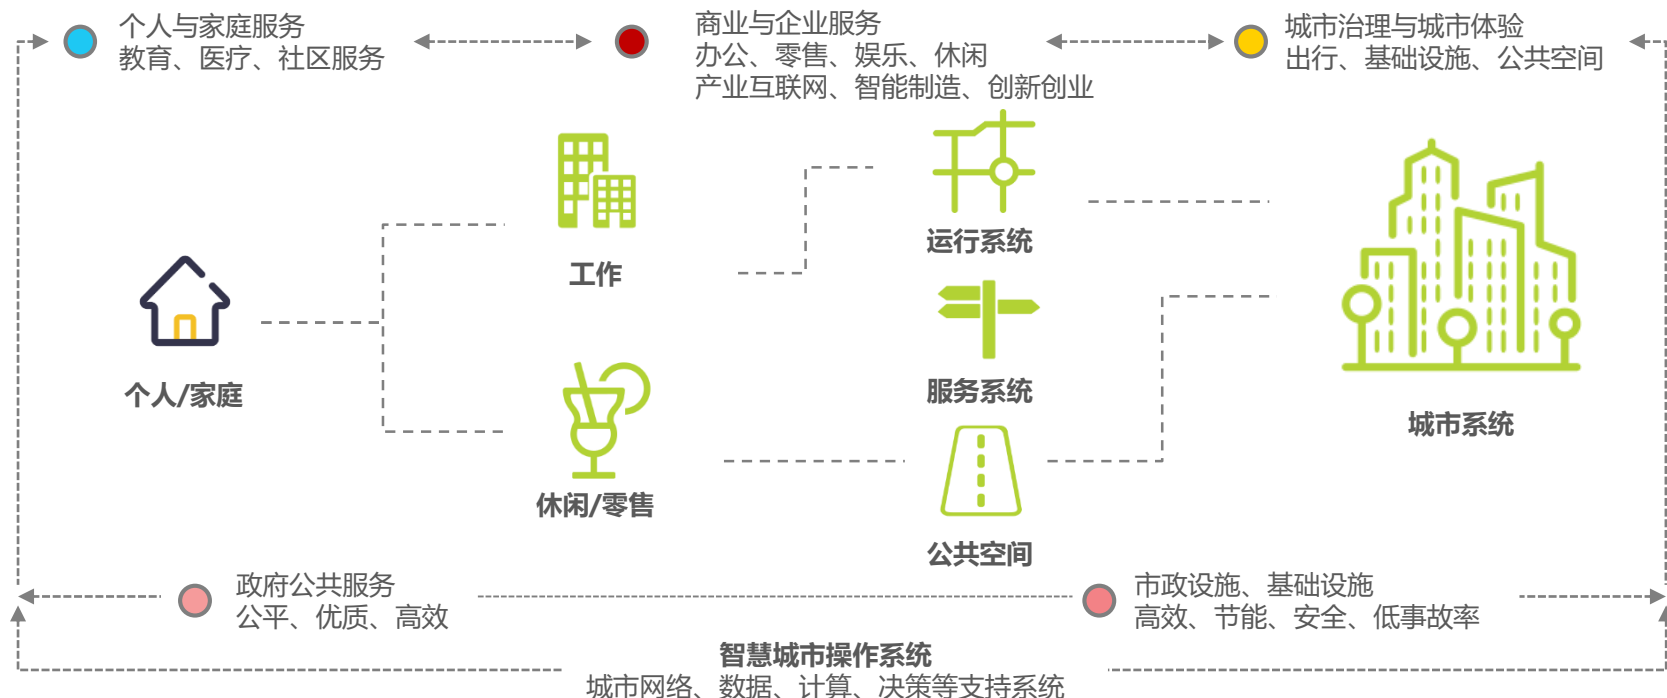 个人与家庭服务
教育、医疗、社区服务
商业与企业服务
办公、零售、娱乐、休闲
产业互联网、智能制造、创新创业
城市治理与城市体验
出行、基础设施、公共空间
运行系统
工作
服务系统
个人/家庭
城市系统
休闲/零售
公共空间
政府公共服务
公平、优质、高效
市政设施、基础设施
高效、节能、安全、低事故率
智慧城市操作系统
城市网络、数据、计算、决策等支持系统